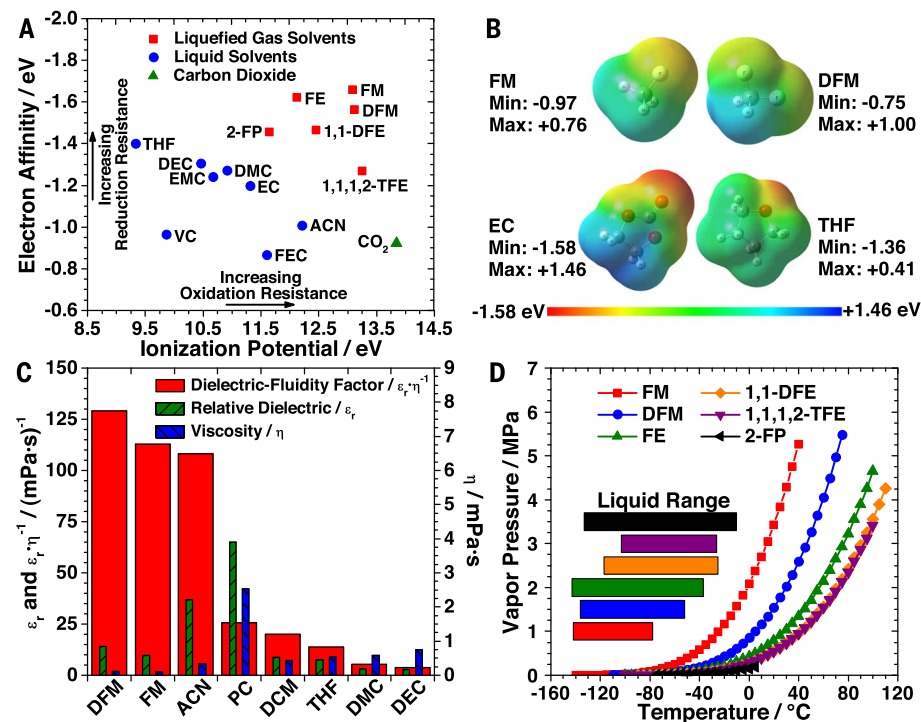 A
-2.0
-1.8
-1.6
-1.4
-1.2
-1.0
-0.8
-0.6
Electron Affinitiy / eV
Liquefied Gas Solvents
Liquid Solvents
Carbon Dioxide
Increasing
Reduction Resistance
FM
FE
DFM
2-FP
1,1-DFE
THF
DEC
DMC
EMC
EC
1,1,1,2-TFE
VC
ACN
FEC
CO2
Increasing
Oxidation Resistance
8.5 9.5 10.5 11.5 12.5 13.5 14.5
Ionization Potential / eV
B
FM
Min: -0.97
Max: +0.76
DFM
Min: -0.75
Max: +1.00
EC
Min: -1.58
Max: +1.46
THF
Min: -1.36
Max: +0.41
-1.58 eV
+1.46 eV
C
150
125
100
75
50
25
0
εr and εr·η-1 / (mPa·s)-1
Dielectric-Fluidity Factor / εr·η-1
Relative Dielectric / εr
Viscosity / η
9
8
7
6
5
4
3
2
1
0
η / mPa·s
DFM FM ACN PC DCM THF DMC DEC
D
7
6
5
4
3
2
1
0
Vapor Pressure / MPa
FM
DFM
FE
1,1-DFE
1,1,1,2-TFE
2-FP
Liquid Range
-160 -120 -80 -40 0 40 80 120
Temperature / °C